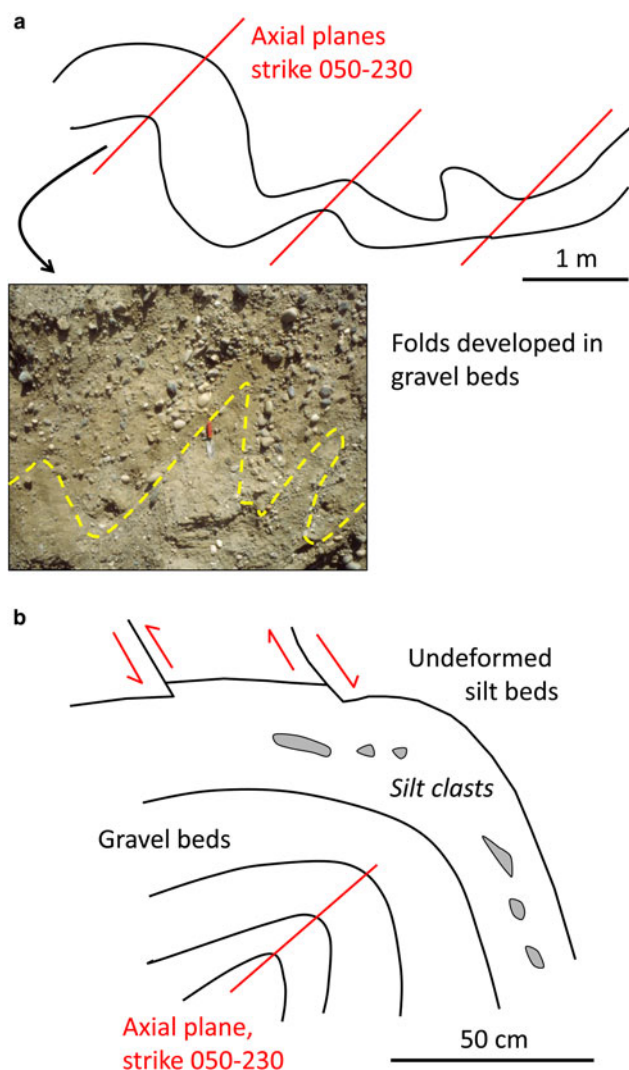 a
Axial planes
strike 050-230
1 m
Folds developed in
gravel beds
b
Undeformed
silt beds
Silt clasts
Gravel beds
Axial plane,
strike 050-230
50 cm